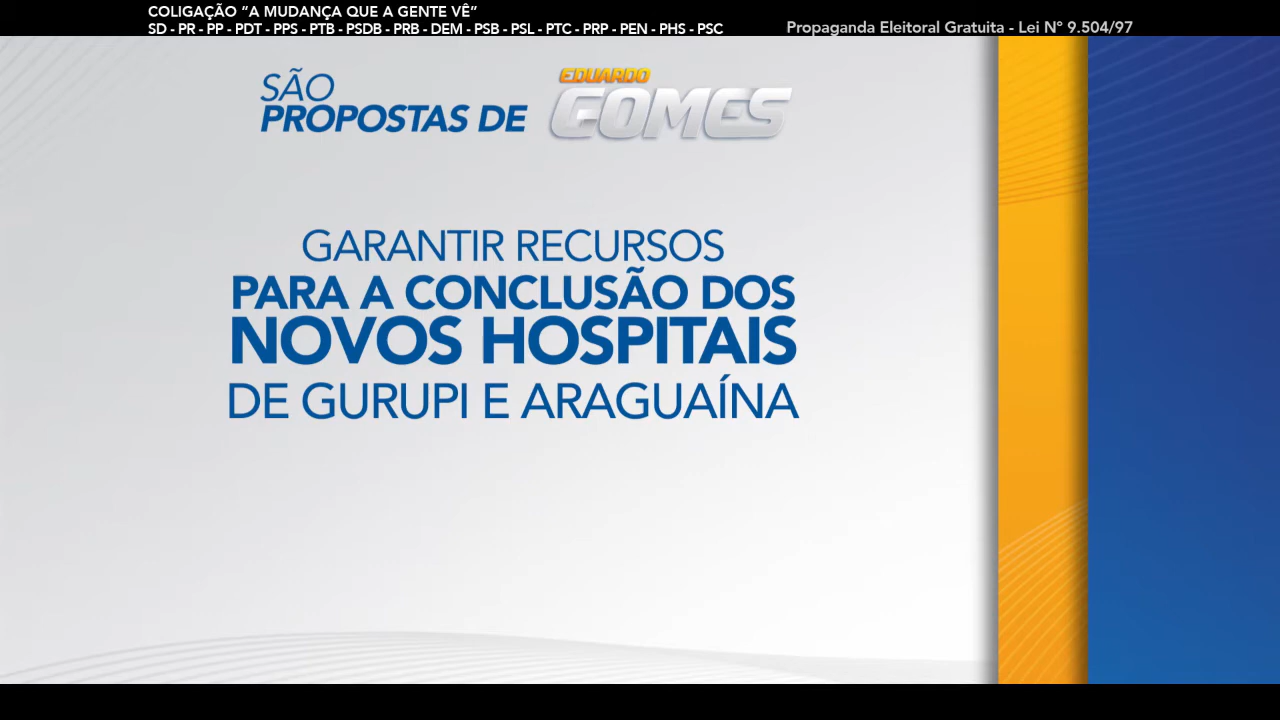 COLIGAÇÃO “A MUDANÇA QUE A GENTE VÊ”
SD - PR - PP - PDT - PPS - PTB - PSDB - PRB - DEM - PSB - PSL - PTC - PRP - PEN - PHS - PSC
Propaganda Eleitoral Gratuita - Lei Nº 9.504/97
SÃO
PROPOSTAS DE
EDUARDO
GOMES
GARANTIR RECURSOS
PARA A CONCLUSÃO DOS
NOVOS HOSPITAIS
DE GURUPI E ARAGUAÍNA